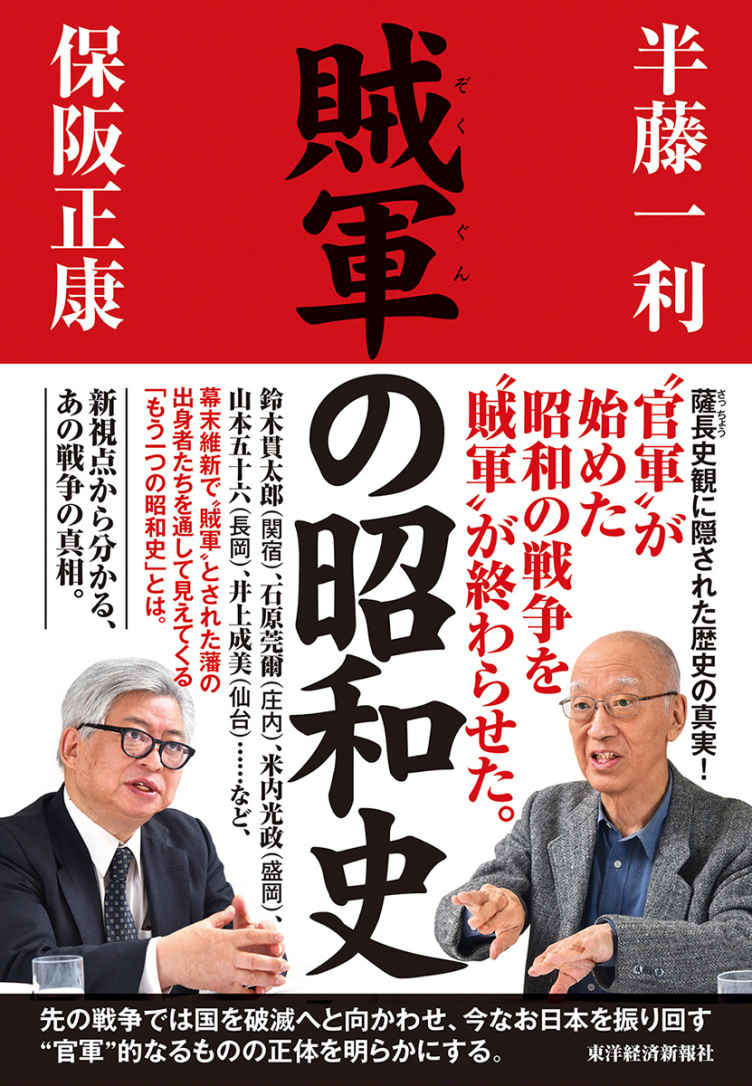 半藤一利
賊軍の昭和史
ぞくぐん
保阪正康
薩長史観に隠された歴史の真実！
さっちょう
〝官軍〟が
始めた
昭和の戦争を
〝賊軍〟が終わらせた。
鈴木貫太郎（関宿）、石原莞爾（庄内）、米内光政（盛岡）、
山本五十六（長岡）、井上成美（仙台）……など、
幕末維新で〝賊軍〟とされた藩の
出身者たちを通して見えてくる
「もう一つの昭和史」とは。
新視点から分かる、
あの戦争の真相。
先の戦争では国を破滅へと向かわせ、今なお日本を振り回す
“官軍”的なるものの正体を明らかにする。
東洋経済新報社